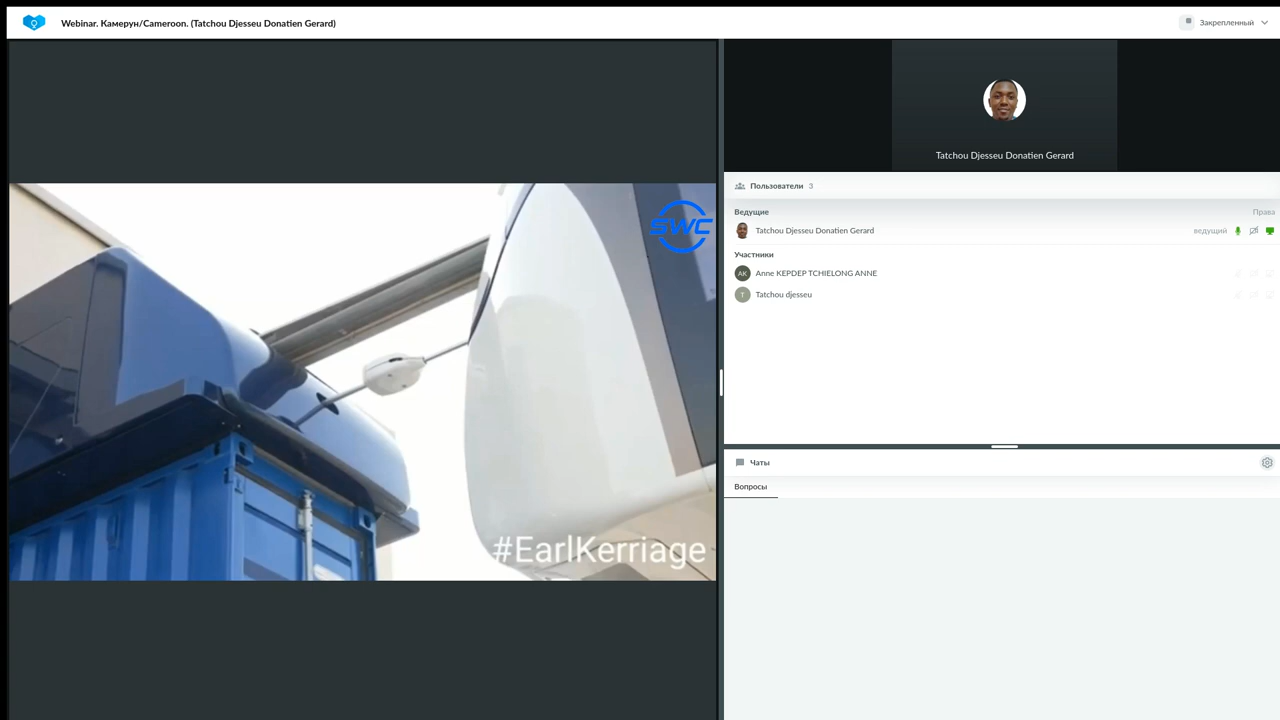 Webinar. Камерун/Cameroon. (Tatchou Djesseu Donatien Gerard)
Закрепленный
SWC
#EarlKerriage
Tatchou Djesseu Donatien Gerard
Пользователи 3
Ведущие Права
Tatchou Djesseu Donatien Gerard ведущий
Участники
AK Anne KEPDEP TCHIELONG ANNE
T Tatchou djesseu
Чаты
Вопросы